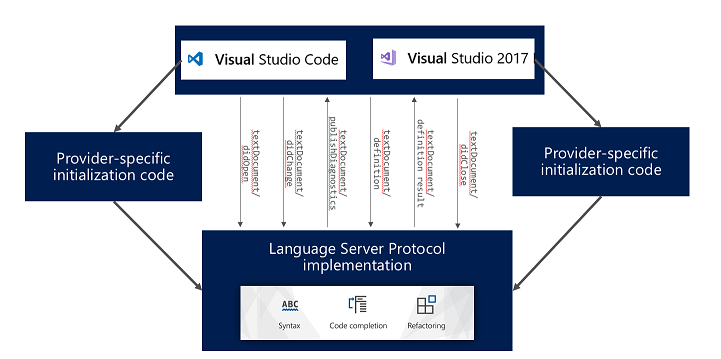 Visual Studio Code
Visual Studio 2017
Provider-specific
initialization code
textDocument/
didOpen
textDocument/
didChange
textDocument/
publishDiagnostics
textDocument/
definition
textDocument/
definition result
textDocument/
didClose
Provider-specific
initialization code
Language Server Protocol
implementation
ABC
Syntax
Code completion
Refactoring